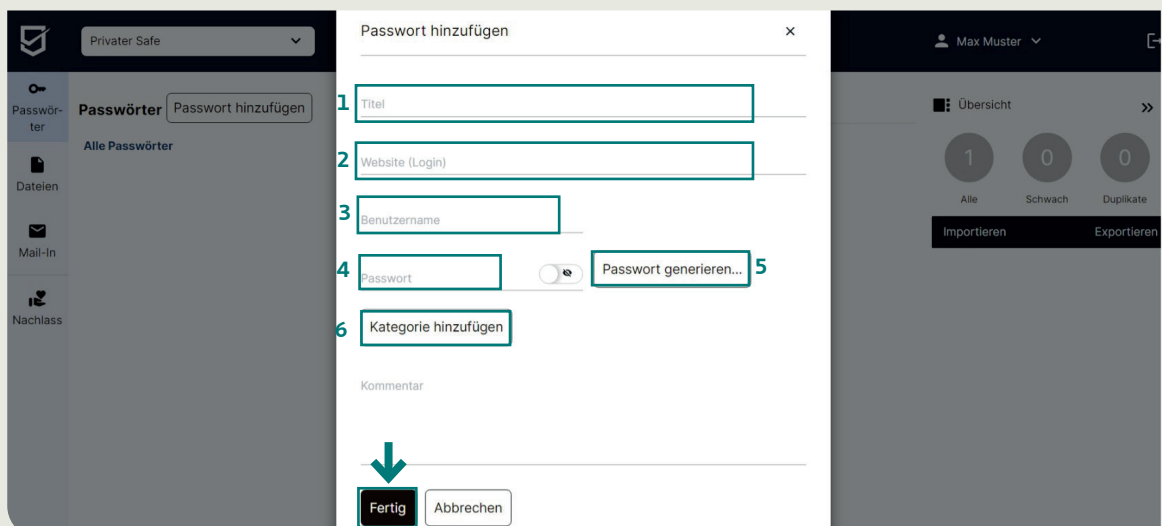 Privater Safe
Passwort hinzufügen ×
Max Muster
Passwör-
ter
Passwörter
Passwort hinzufügen
Alle Passwörter
Dateien
Mail-In
Nachlass
1 Titel
2 Website (Login)
3 Benutzername
4 Passwort
Passwort generieren... 5
6 Kategorie hinzufügen
Kommentar
Fertig
Abbrechen
Übersicht »
1 0 0
Alle Schwach Duplikate
Importieren Exportieren